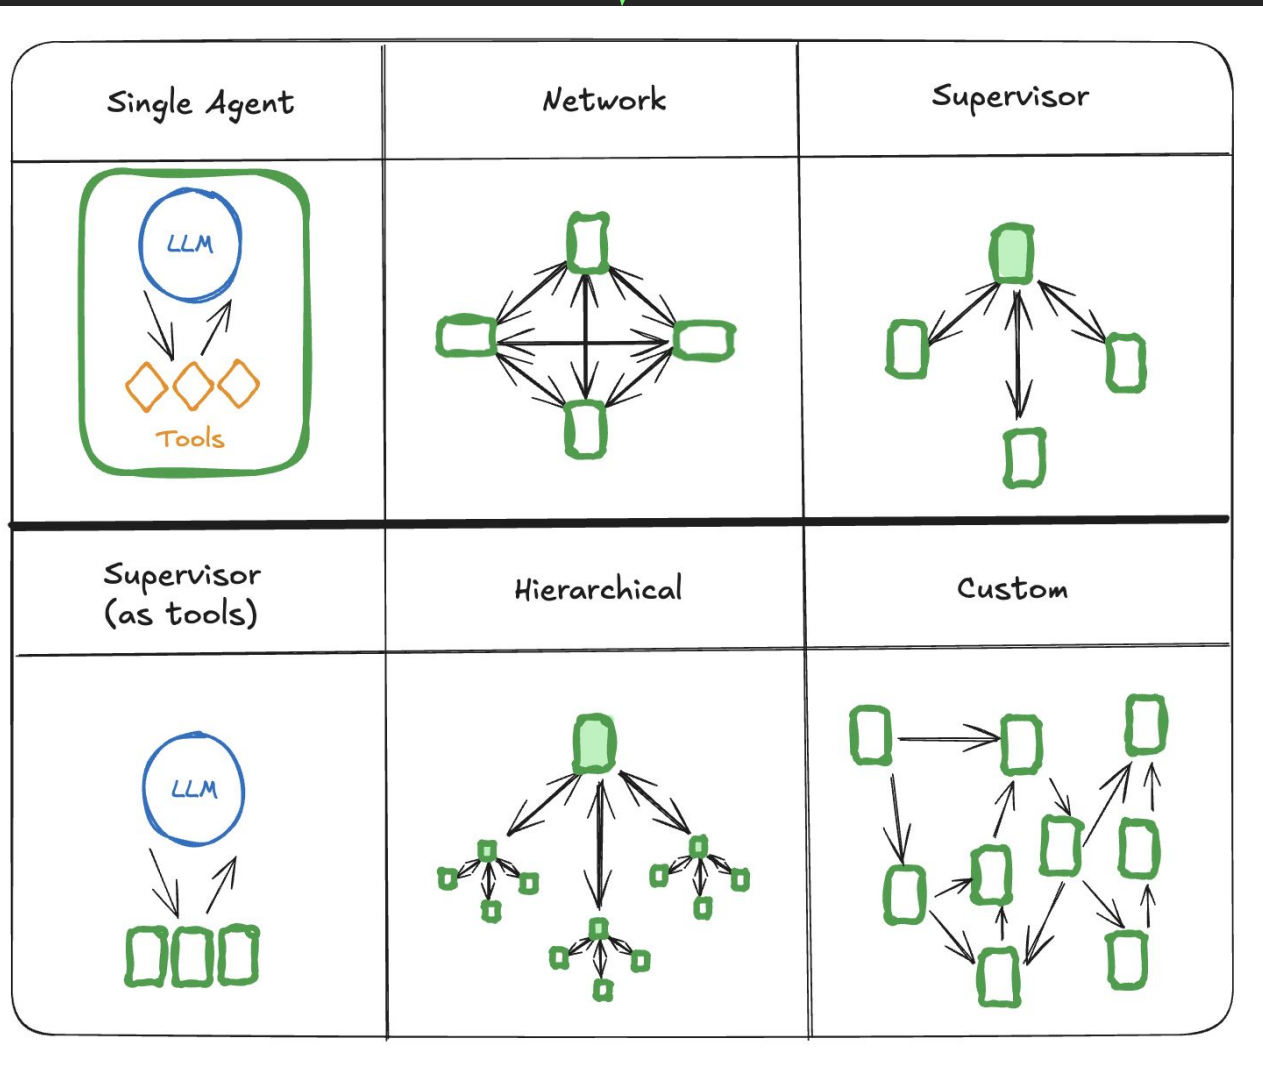 Single Agent
Network
Supervisor
LLM
Tools
Supervisor
(as tools)
Hierarchical
Custom
LLM